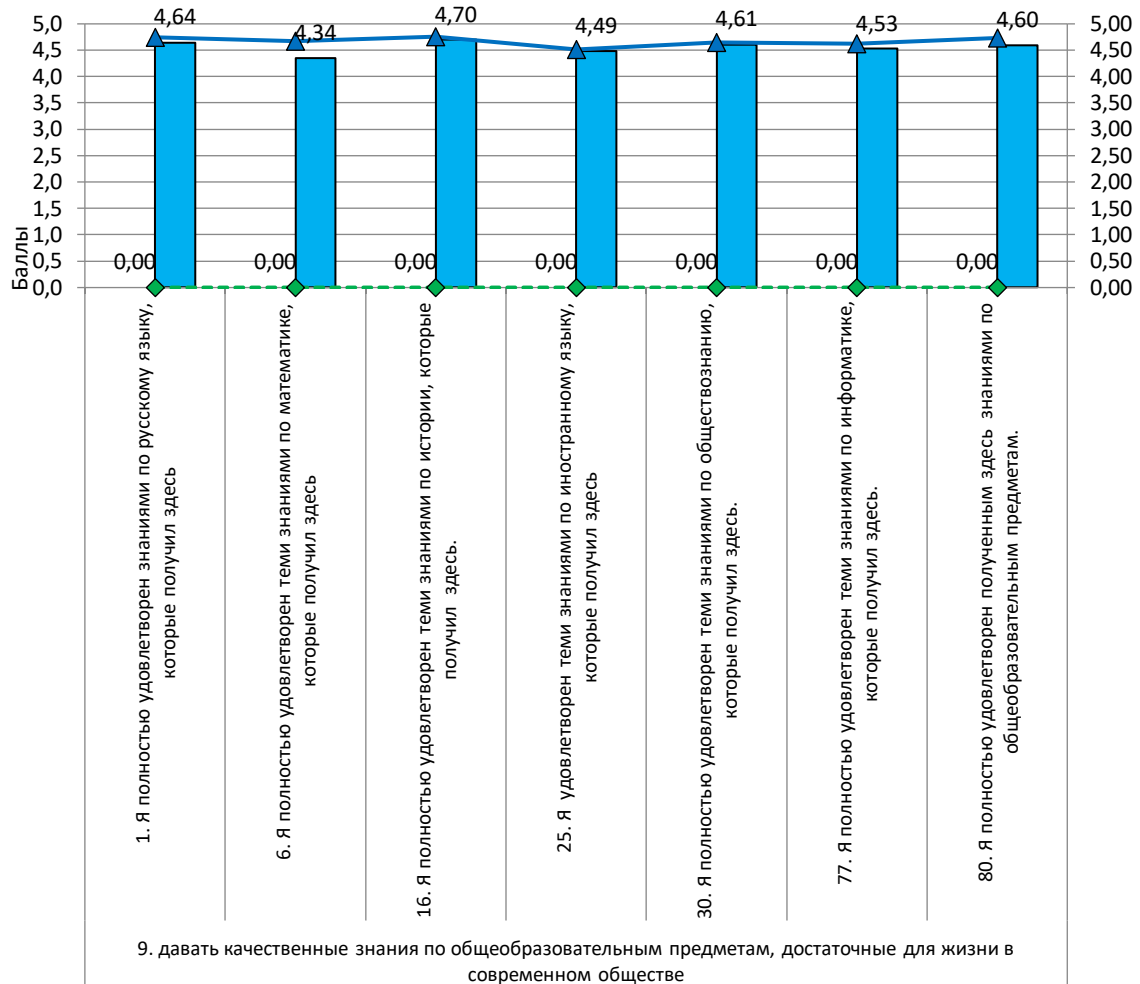 4,64
4,34
4,70
4,49
4,61
4,53
4,60
5,0
4,5
4,0
3,5
3,0
2,5
2,0
1,5
1,0
0,5
0,0
Баллы
5,00
4,50
4,00
3,50
3,00
2,50
2,00
1,50
1,00
0,50
0,00
0,00
0,00
0,00
0,00
0,00
0,00
0,00
1. Я полностью удовлетворен знаниями по русскому языку,
которые получил здесь
6. Я полностью удовлетворен теми знаниями по математике,
которые получил здесь
16. Я полностью удовлетворен теми знаниями по истории, которые
получил здесь.
25. Я удовлетворен теми знаниями по иностранному языку,
которые получил здесь
30. Я полностью удовлетворен теми знаниями по обществознанию,
которые получил здесь.
77. Я полностью удовлетворен теми знаниями по информатике,
которые получил здесь.
80. Я полностью удовлетворен полученным здесь знаниями по
общеобразовательным предметам.
9. давать качественные знания по общеобразовательным предметам, достаточные для жизни в
современном обществе